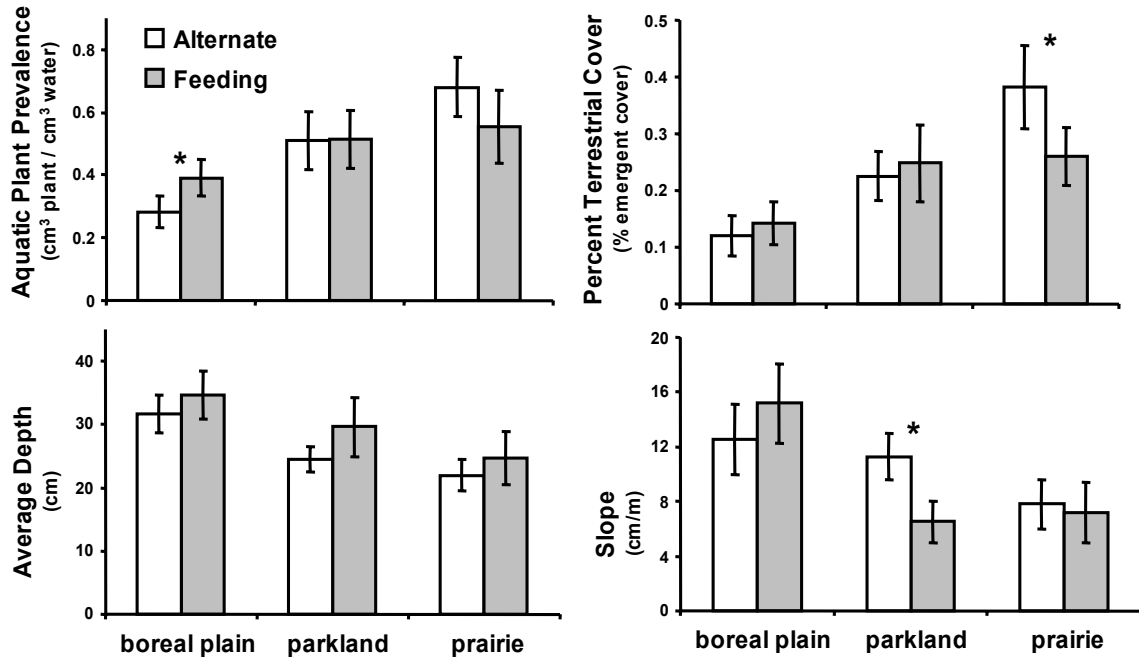 Aquatic Plant Prevalence
(cm³ plant / cm³ water)
0.8
0.6
0.4
0.2
0
Alternate
Feeding
*
Percent Terrestrial Cover
(% emergent cover)
0.5
0.4
0.3
0.2
0.1
0
*
Average Depth
(cm)
40
30
20
10
0
boreal plain
parkland
prairie
Slope
(cm/m)
20
16
12
8
4
0
*
boreal plain
parkland
prairie